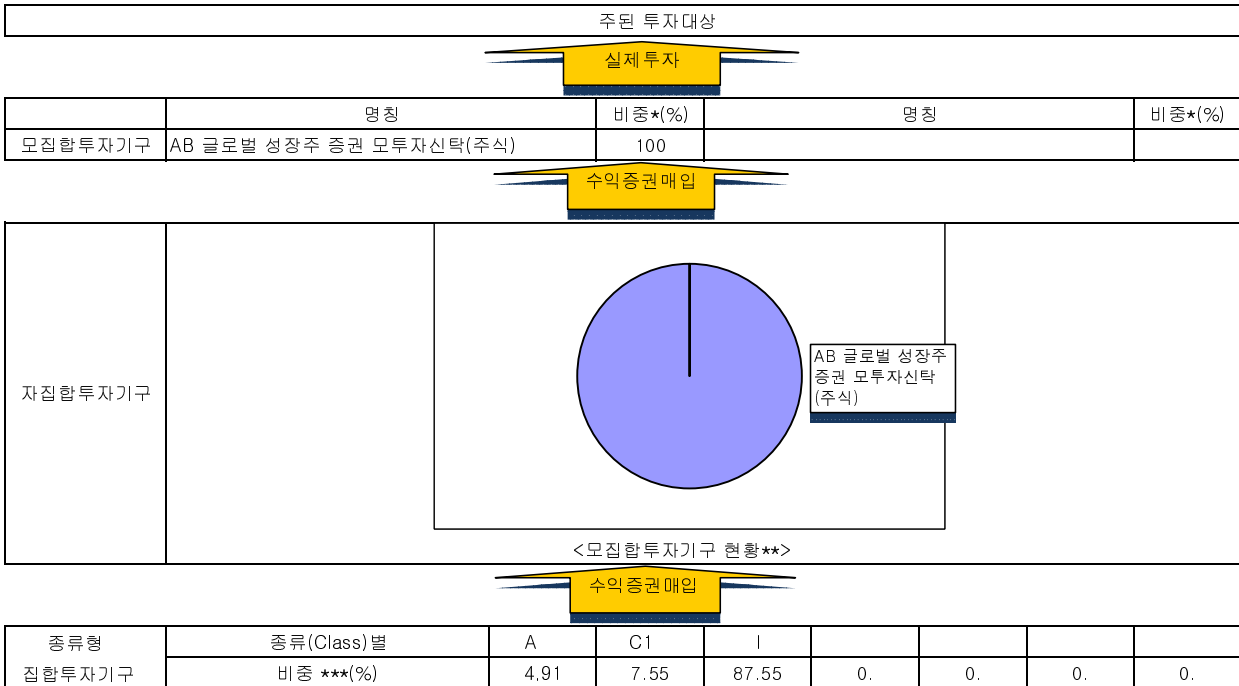 주된 투자대상
실제투자
명칭 비중*(%) 명칭 비중*(%)
모집합투자기구 AB 글로벌 성장주 증권 모투자신탁(주식) 100
수익증권매입
자집합투자기구
AB 글로벌 성장주
증권 모투자신탁
(주식)
<모집합투자기구 현황**>
수익증권매입
종류형 종류(Class)별 A C1 I
집합투자기구 비중 ***(%) 4.91 7.55 87.55 0. 0. 0. 0.